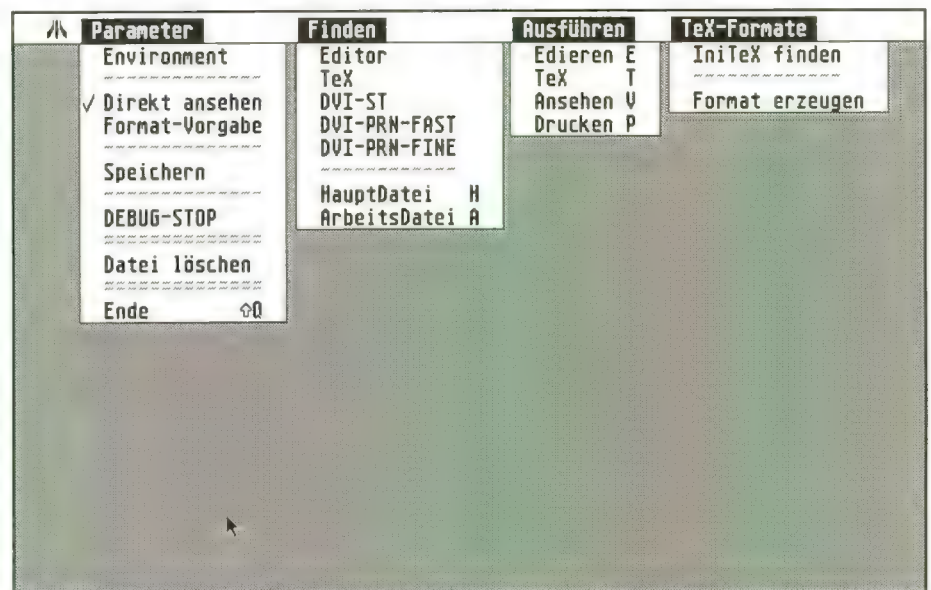 Parameter
Environment
Direkt ansehen
Format-Vorgabe
Speichern
DEBUG-STOP
Datei löschen
Ende ⇧Q
Finden
Editor
TeX
DVI-ST
DVI-PRN-FAST
DVI-PRN-FINE
HauptDatei H
ArbeitsDatei A
Ausführen
Edieren E
TeX T
Ansehen V
Drucken P
TeX-Formate
IniTeX finden
Format erzeugen